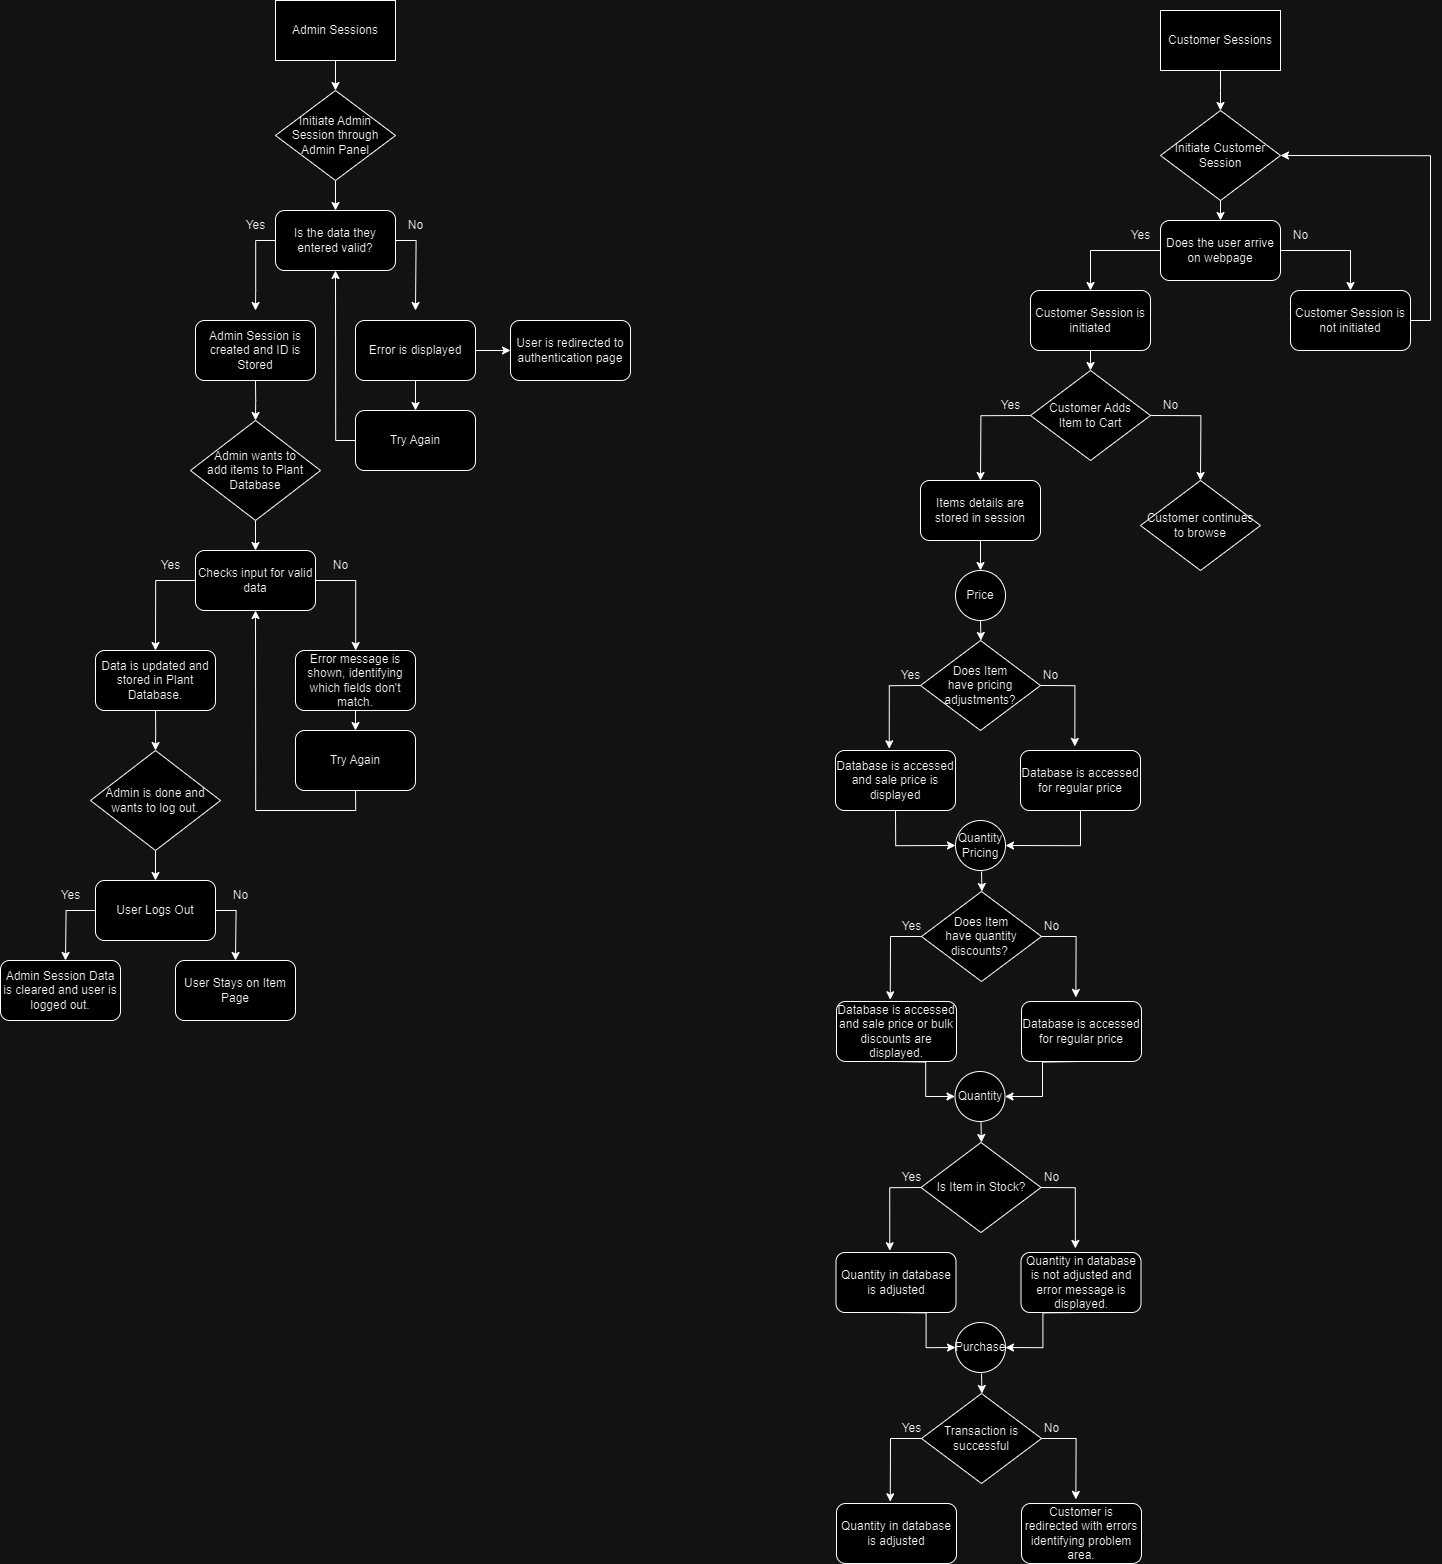 Admin Sessions
Initiate Admin
Session through
Admin Panel
Is the data they
entered valid?
Yes
No
Admin Session is
created and ID is
Stored
Error is displayed
User is redirected to
authentication page
Try Again
Admin wants to
add items to Plant
Database
Checks input for valid
data
Yes
No
Data is updated and
stored in Plant
Database.
Error message is
shown, identifying
which fields don't
match.
Try Again
Admin is done and
wants to log out.
User Logs Out
Yes
No
Admin Session Data
is cleared and user is
logged out.
User Stays on Item
Page
Customer Sessions
Initiate Customer
Session
Does the user arrive
on webpage
Yes
No
Customer Session is
initiated
Customer Session is
not initiated
Customer Adds
Item to Cart
Yes
No
Items details are
stored in session
Customer continues
to browse
Price
Does Item
have pricing
adjustments?
Yes
No
Database is accessed
and sale price is
displayed
Database is accessed
for regular price
Quantity
Pricing
Does Item
have quantity
discounts?
Yes
No
Database is accessed
and sale price or bulk
discounts are
displayed.
Database is accessed
for regular price
Quantity
Is Item in Stock?
Yes
No
Quantity in database
is adjusted
Quantity in database
is not adjusted and
error message is
displayed.
Purchase
Transaction is
successful
Yes
No
Quantity in database
is adjusted
Customer is
redirected with errors
identifying problem
area.